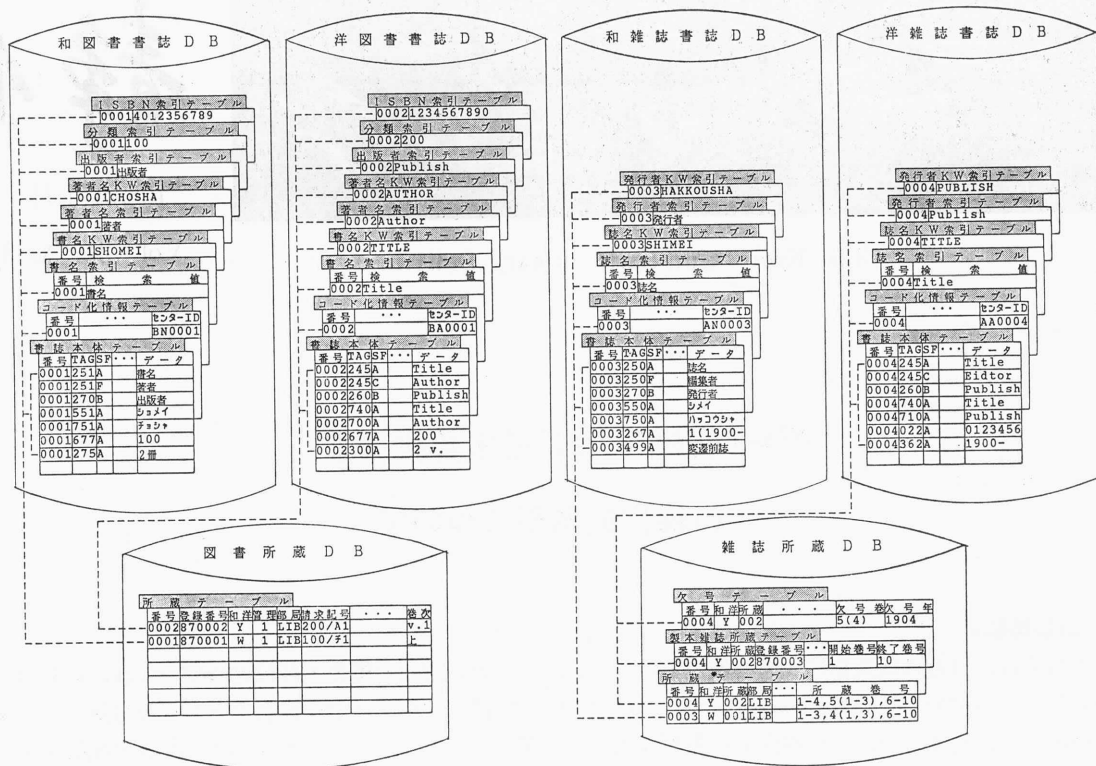 和図書書誌DB
ISBN索引テーブル
0001 4012356789
分類索引テーブル
0001 100
出版者索引テーブル
0001 出版者
著者名KW索引テーブル
0001 CHOSHA
著者名索引テーブル
0001 著者
書名KW索引テーブル
0001 SHOMEI
書名索引テーブル
番号 検索値
0001 書名
コード化情報テーブル
番号 ・・・ センターID
0001 BN0001
書誌本体テーブル
番号 TAG SF ・・・ データ
0001 251 A 書名
0001 251 F 著者
0001 270 B 出版者
0001 551 A ショメイ
0001 751 A チョシャ
0001 677 A 100
0001 275 A 2冊
洋図書書誌DB
ISBN索引テーブル
0002 1234567890
分類索引テーブル
0002 200
出版者索引テーブル
0002 Publish
著者名KW索引テーブル
0002 AUTHOR
著者名索引テーブル
0002 Author
書名KW索引テーブル
0002 TITLE
書名索引テーブル
番号 検索値
0002 Title
コード化情報テーブル
番号 ・・・ センターID
0002 BA0001
書誌本体テーブル
番号 TAG SF ・・・ データ
0002 245 A Title
0002 245 C Author
0002 260 B Publish
0002 740 A Title
0002 700 A Author
0002 677 A 200
0002 300 A 2 v.
和雑誌書誌DB
発行者KW索引テーブル
0003 HAKKOUSHA
発行者索引テーブル
0003 発行者
誌名KW索引テーブル
0003 SHIMEI
誌名索引テーブル
番号 検索値
0003 誌名
コード化情報テーブル
番号 ・・・ センターID
0003 AN0003
書誌本体テーブル
番号 TAG SF ・・・ データ
0003 250 A 誌名
0003 250 F 編集者
0003 270 B 発行者
0003 550 A シメイ
0003 750 A ハッコウシャ
0003 267 A 1(1900-
0003 499 A 変遷前誌
洋雑誌書誌DB
発行者KW索引テーブル
0004 PUBLISH
発行者索引テーブル
0004 Publish
誌名KW索引テーブル
0004 TITLE
誌名索引テーブル
番号 検索値
0004 Title
コード化情報テーブル
番号 ・・・ センターID
0004 AA0004
書誌本体テーブル
番号 TAG SF ・・・ データ
0004 245 A Title
0004 245 C Eidtor
0004 260 B Publish
0004 740 A Title
0004 710 A Publish
0004 022 A 0123456
0004 362 A 1900-
図書所蔵DB
所蔵テーブル
番号 登録番号 和洋 管理 部局 請求記号 ・・・・ 巻次
0002 870002 Y 1 LIB 200/A1 v.1
0001 870001 W 1 LIB 100/チ1 上
雑誌所蔵DB
欠号テーブル
番号 和洋 所蔵 ・・・・ 欠号巻 欠号年
0004 Y 002 5(4) 1904
製本雑誌所蔵テーブル
番号 和洋 所蔵 登録番号 ・・・ 開始巻号 終了巻号
0004 Y 002 870003 1 10
所蔵テーブル
番号 和洋 所蔵 部局 ・・・ 所蔵巻号
0004 Y 002 LIB 1-4,5(1-3),6-10
0003 W 001 LIB 1-3,4(1,3),6-10